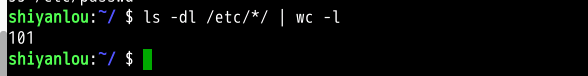 shiyanlou:~/ $ ls -dl /etc/*/ | wc -l
101
shiyanlou:~/ $